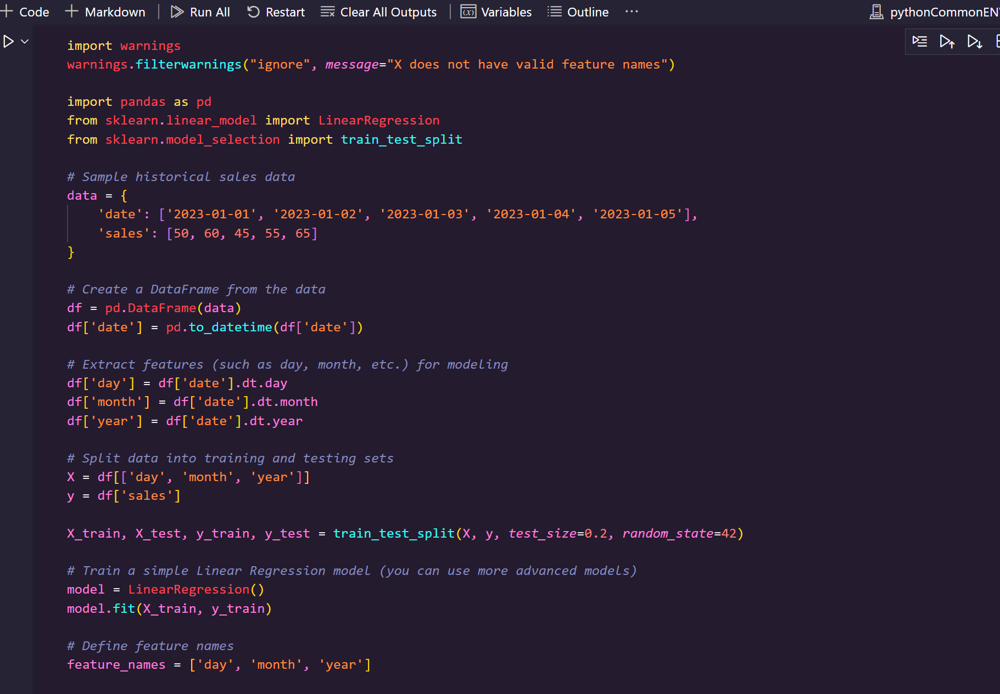 Code Markdown Run All Restart Clear All Outputs Variables Outline ... pythonCommonEN
import warnings
warnings.filterwarnings("ignore", message="X does not have valid feature names")
import pandas as pd
from sklearn.linear_model import LinearRegression
from sklearn.model_selection import train_test_split
# Sample historical sales data
data = {
    'date': ['2023-01-01', '2023-01-02', '2023-01-03', '2023-01-04', '2023-01-05'],
    'sales': [50, 60, 45, 55, 65]
}
# Create a DataFrame from the data
df = pd.DataFrame(data)
df['date'] = pd.to_datetime(df['date'])
# Extract features (such as day, month, etc.) for modeling
df['day'] = df['date'].dt.day
df['month'] = df['date'].dt.month
df['year'] = df['date'].dt.year
# Split data into training and testing sets
X = df[['day', 'month', 'year']]
y = df['sales']
X_train, X_test, y_train, y_test = train_test_split(X, y, test_size=0.2, random_state=42)
# Train a simple Linear Regression model (you can use more advanced models)
model = LinearRegression()
model.fit(X_train, y_train)
# Define feature names
feature_names = ['day', 'month', 'year']